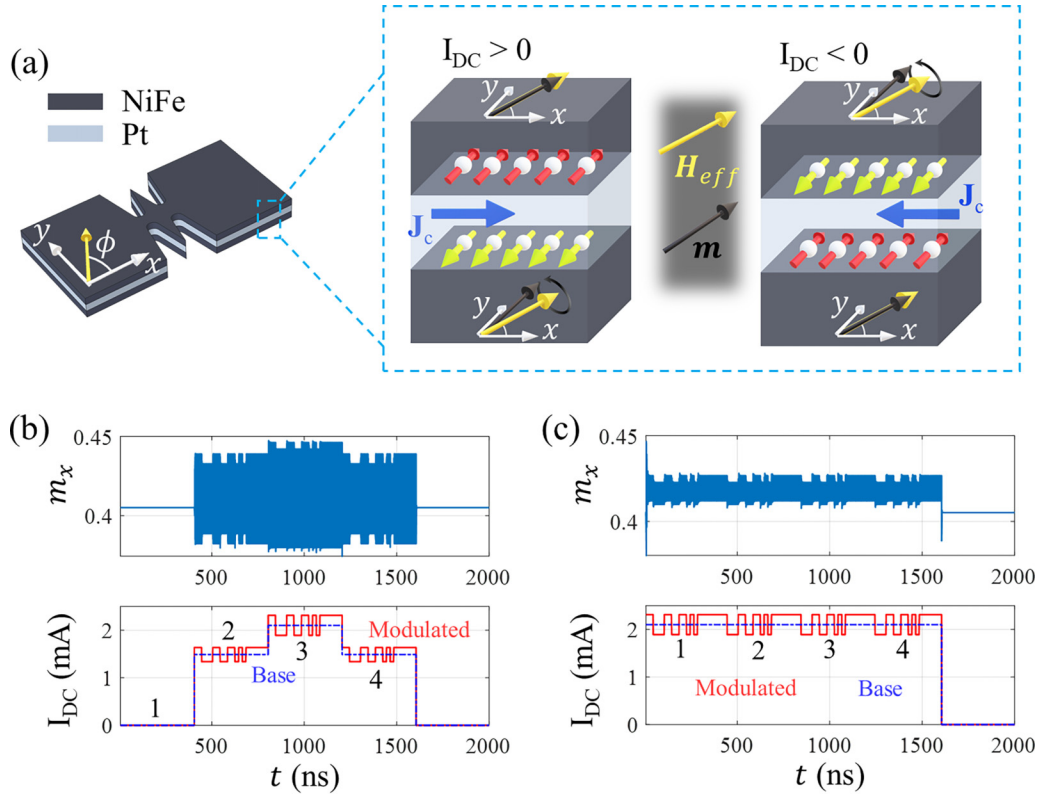 (a)
NiFe
Pt
y
ϕ
x
I_DC > 0
I_DC < 0
y
x
J_c
y
x
H_eff
m
y
x
J_c
y
x
(b)
m_x
0.45
0.4
500
1000
1500
2000
I_DC (mA)
2
1
0
1
2
3
4
Modulated
Base
500
1000
1500
2000
t (ns)
(c)
m_x
0.45
0.4
500
1000
1500
2000
I_DC (mA)
2
1
0
1
2
3
4
Modulated
Base
500
1000
1500
2000
t (ns)